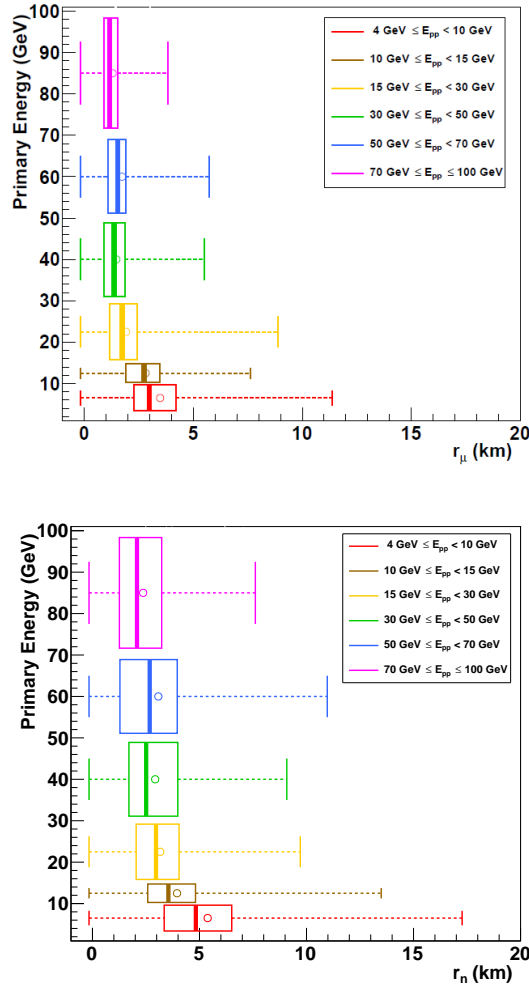 Primary Energy (GeV)
100
90
80
70
60
50
40
30
20
10
4 GeV ≤ E_pp < 10 GeV
10 GeV ≤ E_pp < 15 GeV
15 GeV ≤ E_pp < 30 GeV
30 GeV ≤ E_pp < 50 GeV
50 GeV ≤ E_pp < 70 GeV
70 GeV ≤ E_pp ≤ 100 GeV
0 5 10 15 20
r_μ (km)
Primary Energy (GeV)
100
90
80
70
60
50
40
30
20
10
4 GeV ≤ E_pp < 10 GeV
10 GeV ≤ E_pp < 15 GeV
15 GeV ≤ E_pp < 30 GeV
30 GeV ≤ E_pp < 50 GeV
50 GeV ≤ E_pp < 70 GeV
70 GeV ≤ E_pp ≤ 100 GeV
0 5 10 15 20
r_n (km)